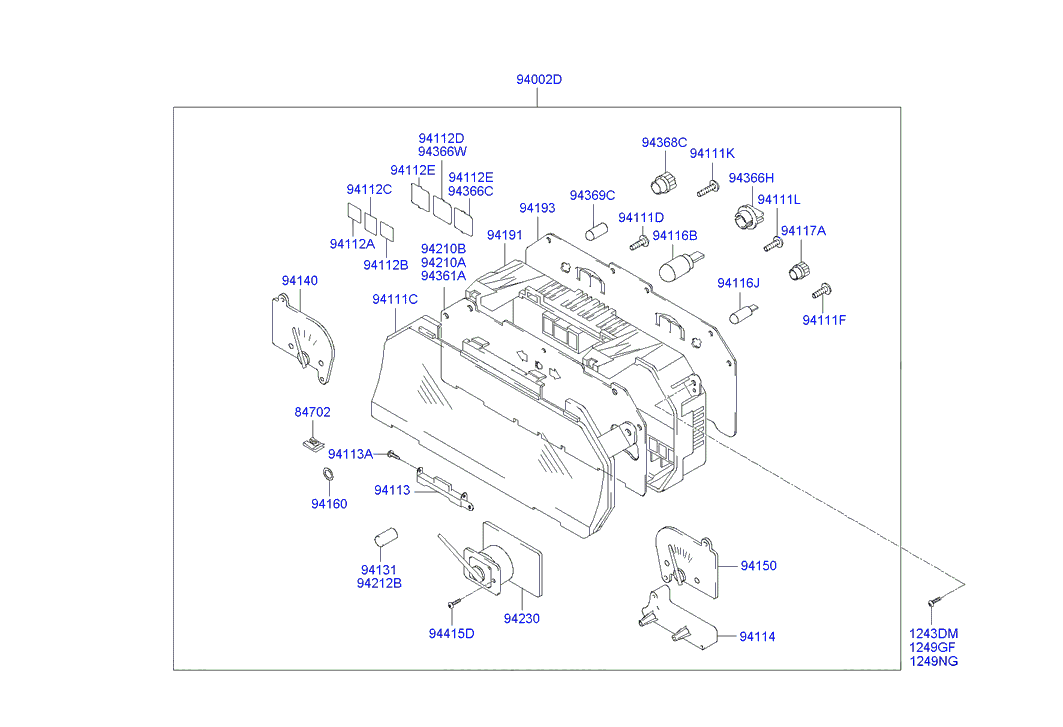 94002D
94112D
94366W
94368C
94111K
94112E
94112E
94366C
94366H
94112C
94369C
94111L
94193
94111D
94117A
94191
94116B
94112A
94210B
94210A
94361A
94112B
94140
94116J
94111C
94111F
84702
94113A
94113
94160
94131
94212B
94150
94230
94415D
94114
1243DM
1249GF
1249NG